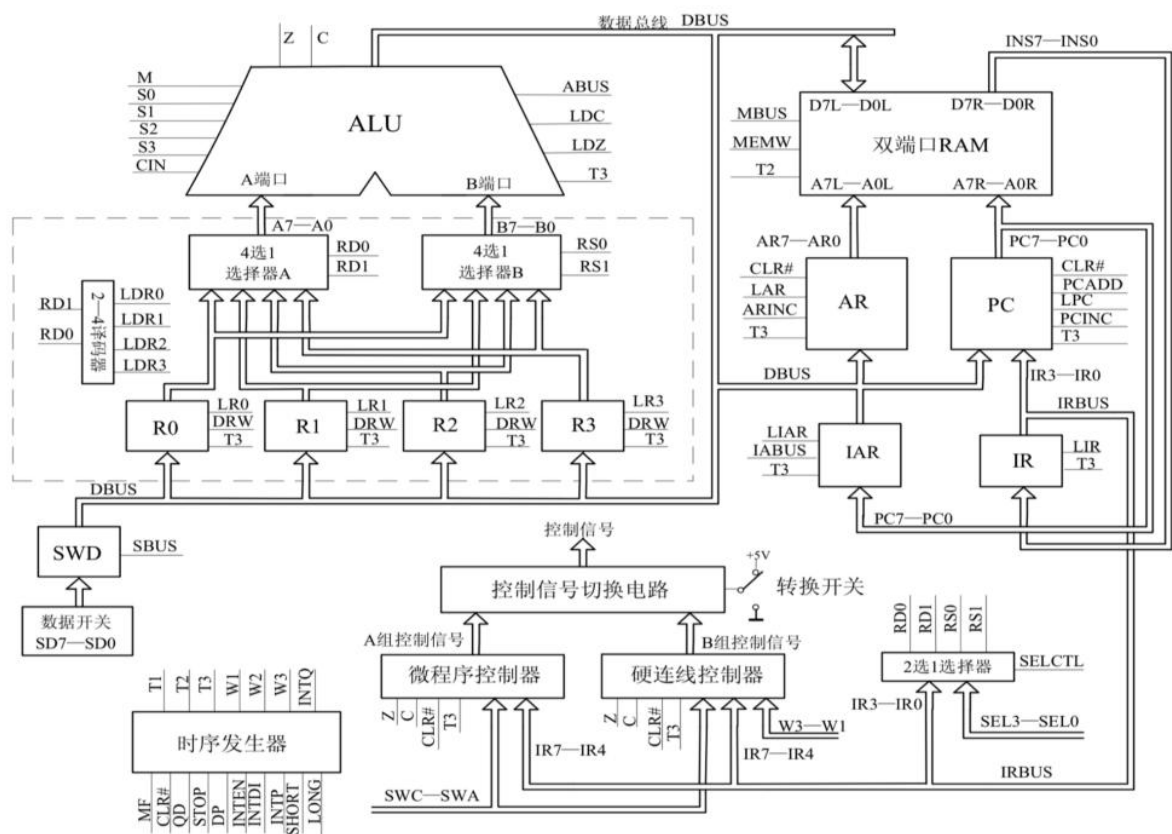 数据总线 DBUS
Z
C
INS7—INS0
M
S0
S1
S2
S3
CIN
ALU
ABUS
LDC
LDZ
T3
A端口
B端口
D7L—D0L
D7R—D0R
MBUS
MEMW
T2
双端口RAM
A7L—A0L
A7R—A0R
A7—A0
B7—B0
4选1
选择器A
RD0
RD1
4选1
选择器B
RS0
RS1
AR7—AR0
PC7—PC0
CLR#
LAR
ARINC
T3
AR
PC
CLR#
PCADD
LPC
PCINC
T3
RD1
RD0
2—4译码器
LDR0
LDR1
LDR2
LDR3
DBUS
IR3—IR0
IRBUS
R0
LR0
DRW
T3
R1
LR1
DRW
T3
R2
LR2
DRW
T3
R3
LR3
DRW
T3
LIAR
IABUS
T3
IAR
IR
LIR
T3
DBUS
PC7—PC0
SWD
SBUS
数据开关
SD7—SD0
控制信号
控制信号切换电路
+5V
转换开关
A组控制信号
B组控制信号
微程序控制器
硬连线控制器
Z
C
CLR#
T3
Z
C
CLR#
T3
W3—W1
IR7—IR4
IR7—IR4
SWC—SWA
RD0
RD1
RS0
RS1
2选1选择器
SELCTL
IR3—IR0
SEL3—SEL0
IRBUS
T1
T2
T3
W1
W2
W3
INTQ
时序发生器
MF
CLR#
QD
STOP
DP
INTEN
INTDI
INTP
SHORT
LONG